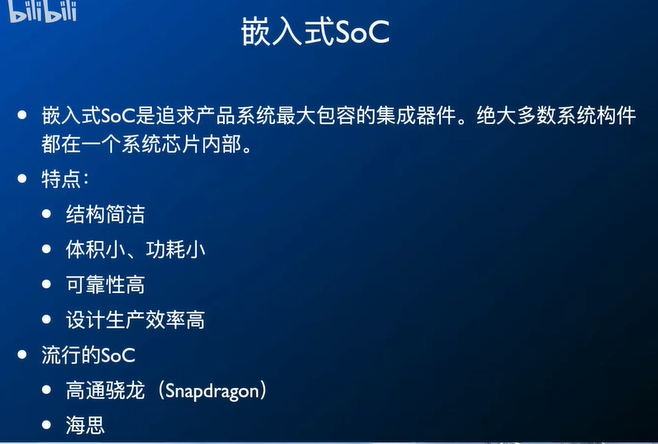 bilibili
嵌入式SoC
嵌入式SoC是追求产品系统最大包容的集成器件。绝大多数系统构件
都在一个系统芯片内部。
特点：
结构简洁
体积小、功耗小
可靠性高
设计生产效率高
流行的SoC
高通骁龙（Snapdragon）
海思